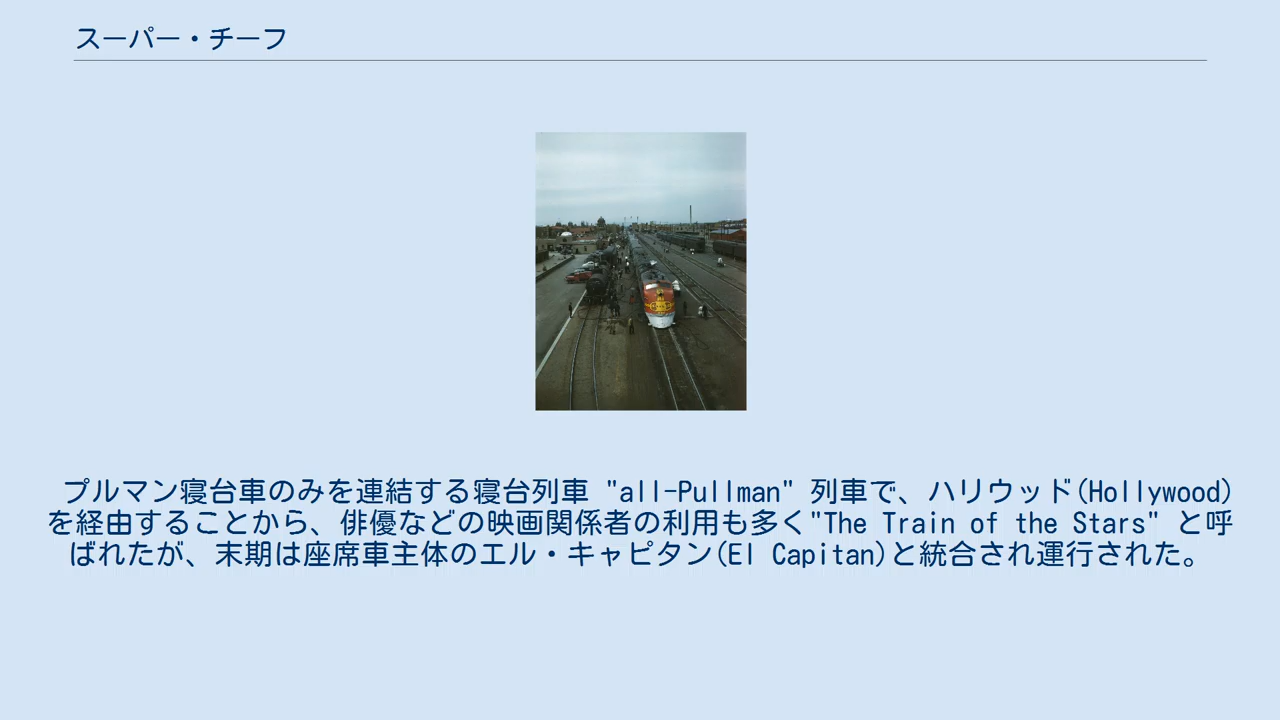 スーパー・チーフ
プルマン寝台車のみを連結する寝台列車 "all-Pullman" 列車で、ハリウッド(Hollywood)
を経由することから、俳優などの映画関係者の利用も多く"The Train of the Stars" と呼
ばれたが、末期は座席車主体のエル・キャピタン(El Capitan)と統合され運行された。